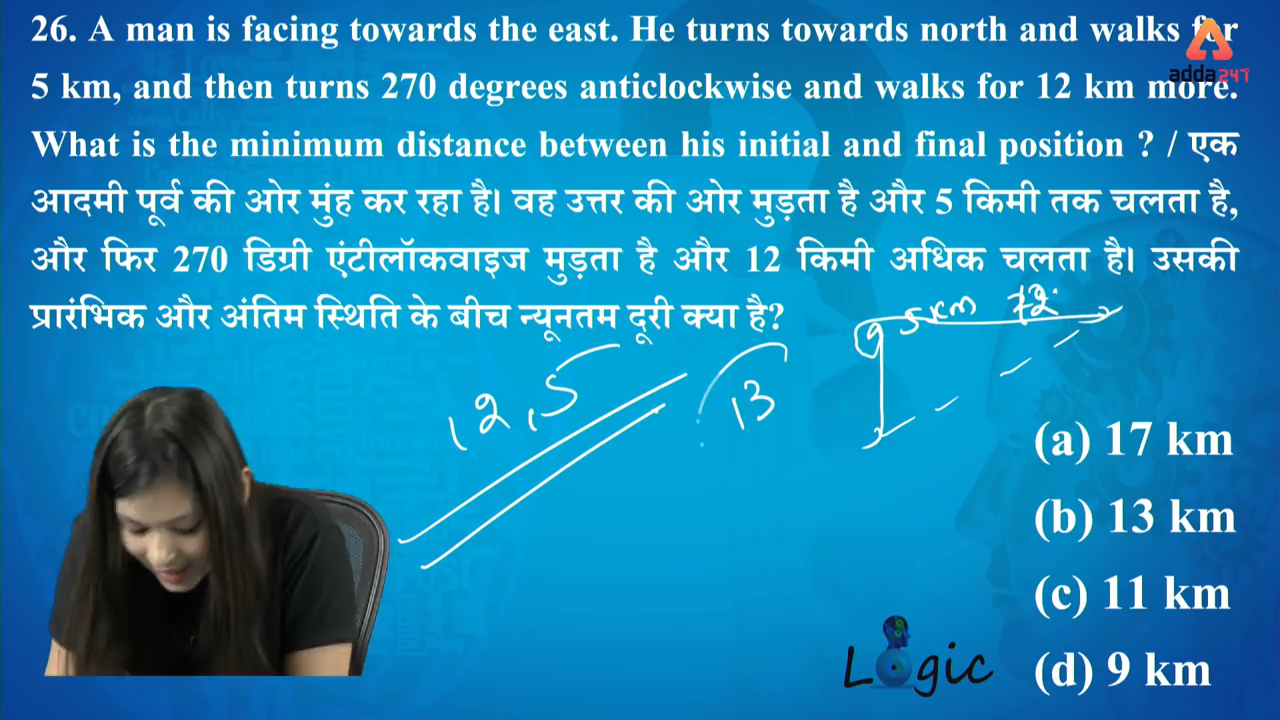 26. A man is facing towards the east. He turns towards north and walks for
5 km, and then turns 270 degrees anticlockwise and walks for 12 km more.
What is the minimum distance between his initial and final position ? / एक
आदमी पूर्व की ओर मुंह कर रहा है। वह उत्तर की ओर मुड़ता है और 5 किमी तक चलता है,
और फिर 270 डिग्री एंटीलॉकवाइज मुड़ता है और 12 किमी अधिक चलता है। उसकी
प्रारंभिक और अंतिम स्थिति के बीच न्यूनतम दूरी क्या है?
adda247
5 km 12
12, 5
13
(a) 17 km
(b) 13 km
(c) 11 km
(d) 9 km
Logic